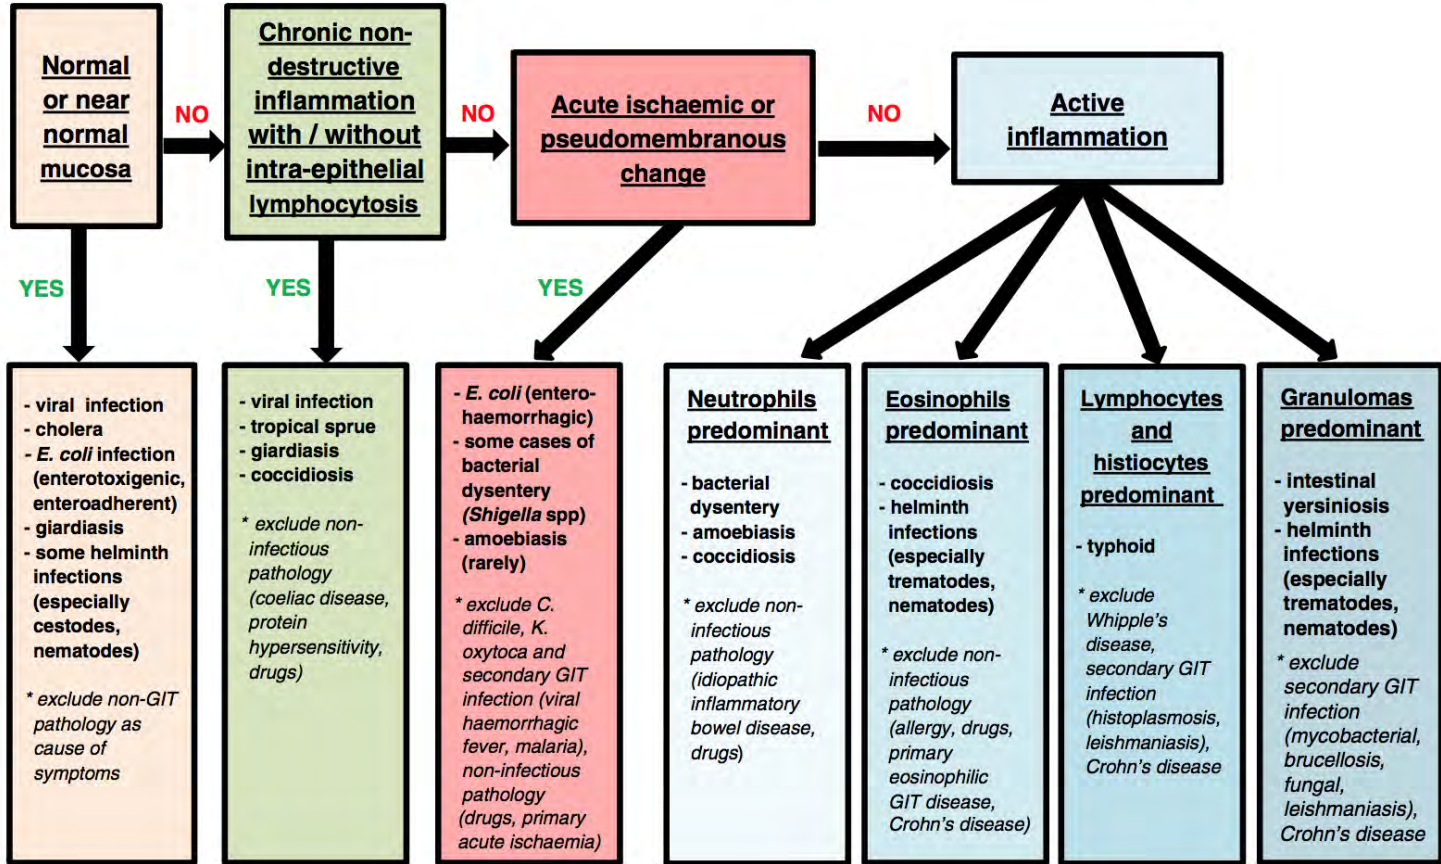 Normal
or near
normal
mucosa
NO
Chronic non-
destructive
inflammation
with / without
intra-epithelial
lymphocytosis
NO
Acute ischaemic or
pseudomembranous
change
NO
Active
inflammation
YES
YES
YES
- viral infection
- cholera
- E. coli infection
(enterotoxigenic,
enteroadherent)
- giardiasis
- some helminth
infections
(especially
cestodes,
nematodes)
* exclude non-GIT
pathology as
cause of
symptoms
- viral infection
- tropical sprue
- giardiasis
- coccidiosis
* exclude non-
infectious
pathology
(coeliac disease,
protein
hypersensitivity,
drugs)
- E. coli (entero-
haemorrhagic)
- some cases of
bacterial
dysentery
(Shigella spp)
- amoebiasis
(rarely)
* exclude C.
difficile, K.
oxytoca and
secondary GIT
infection (viral
haemorrhagic
fever, malaria),
non-infectious
pathology
(drugs, primary
acute ischaemia)
Neutrophils
predominant
- bacterial
dysentery
- amoebiasis
- coccidiosis
* exclude non-
infectious
pathology
(idiopathic
inflammatory
bowel disease,
drugs)
Eosinophils
predominant
- coccidiosis
- helminth
infections
(especially
trematodes,
nematodes)
* exclude non-
infectious
pathology
(allergy, drugs,
primary
eosinophilic
GIT disease,
Crohn's disease)
Lymphocytes
and
histiocytes
predominant
- typhoid
* exclude
Whipple's
disease,
secondary GIT
infection
(histoplasmosis,
leishmaniasis),
Crohn's disease
Granulomas
predominant
- intestinal
yersiniosis
- helminth
infections
(especially
trematodes,
nematodes)
* exclude
secondary GIT
infection
(mycobacterial,
brucellosis,
fungal,
leishmaniasis),
Crohn's disease